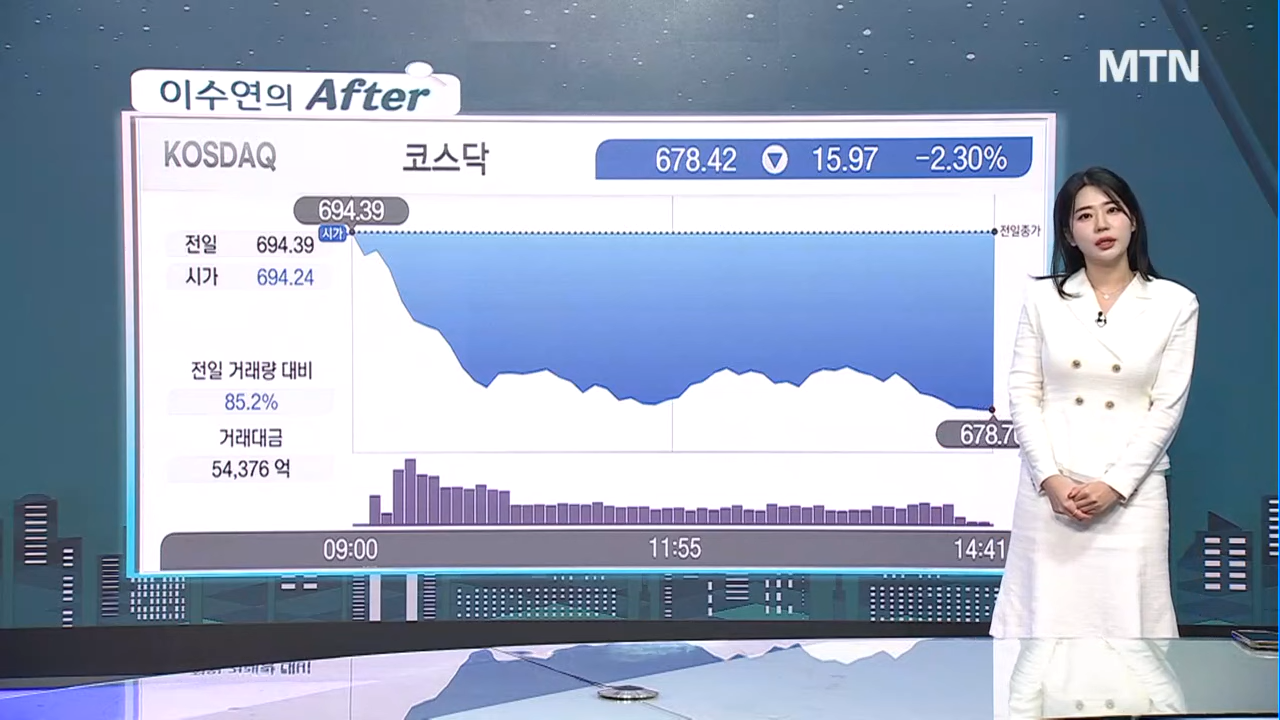 MTN
이수연의 After
KOSDAQ 코스닥 678.42 ▼ 15.97 -2.30%
694.39
시가
전일종가
전일 694.39
시가 694.24
전일 거래량 대비
85.2%
거래대금
54,376 억
678.7
09:00 11:55 14:41